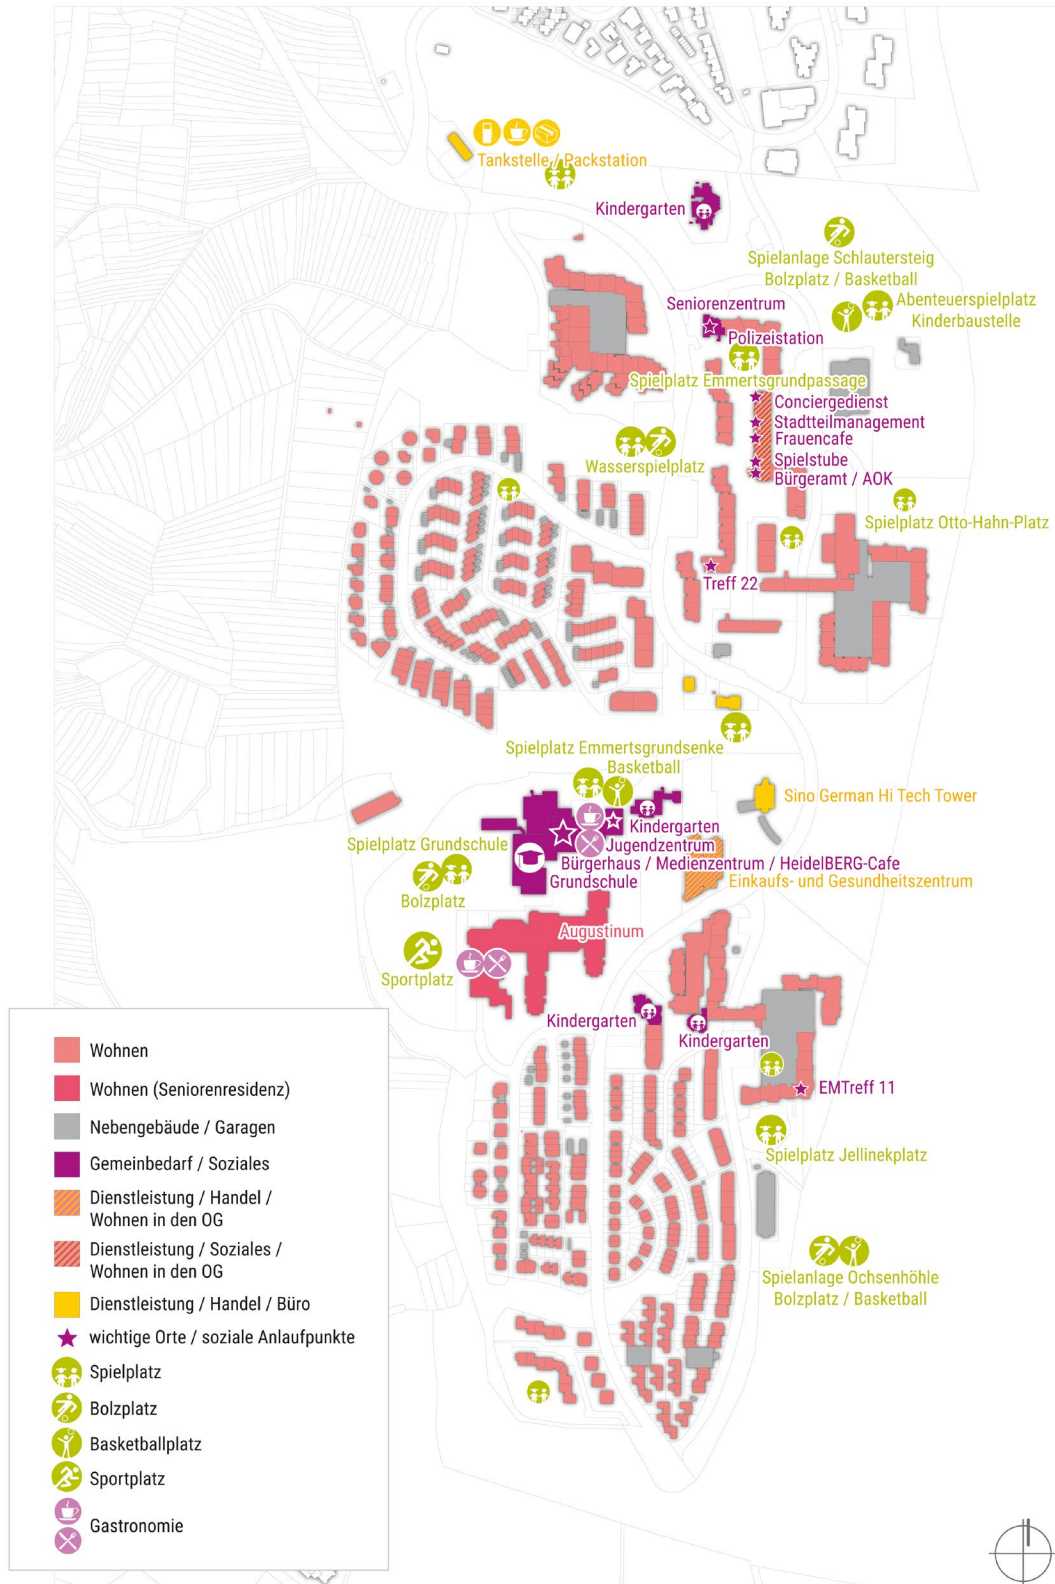 Tankstelle / Packstation
Kindergarten
Spielanlage Schlautersteig
Bolzplatz / Basketball
Abenteuerspielplatz
Kinderbaustelle
Seniorenzentrum
Polizeistation
Spielplatz Emmertsgrundpassage
Conciergedienst
Stadtteilmanagement
Frauencafe
Spielstube
Bürgeramt / AOK
Wasserspielplatz
Spielplatz Otto-Hahn-Platz
Treff 22
Spielplatz Emmertsgrundsenke
Basketball
Sino German Hi Tech Tower
Kindergarten
Jugendzentrum
Bürgerhaus / Medienzentrum / HeidelBERG-Cafe
Grundschule
Spielplatz Grundschule
Bolzplatz
Einkaufs- und Gesundheitszentrum
Augustinum
Sportplatz
Kindergarten
Kindergarten
EMTreff 11
Spielplatz Jellinekplatz
Spielanlage Ochsenhöhle
Bolzplatz / Basketball
Wohnen
Wohnen (Seniorenresidenz)
Nebengebäude / Garagen
Gemeinbedarf / Soziales
Dienstleistung / Handel /
Wohnen in den OG
Dienstleistung / Soziales /
Wohnen in den OG
Dienstleistung / Handel / Büro
wichtige Orte / soziale Anlaufpunkte
Spielplatz
Bolzplatz
Basketballplatz
Sportplatz
Gastronomie